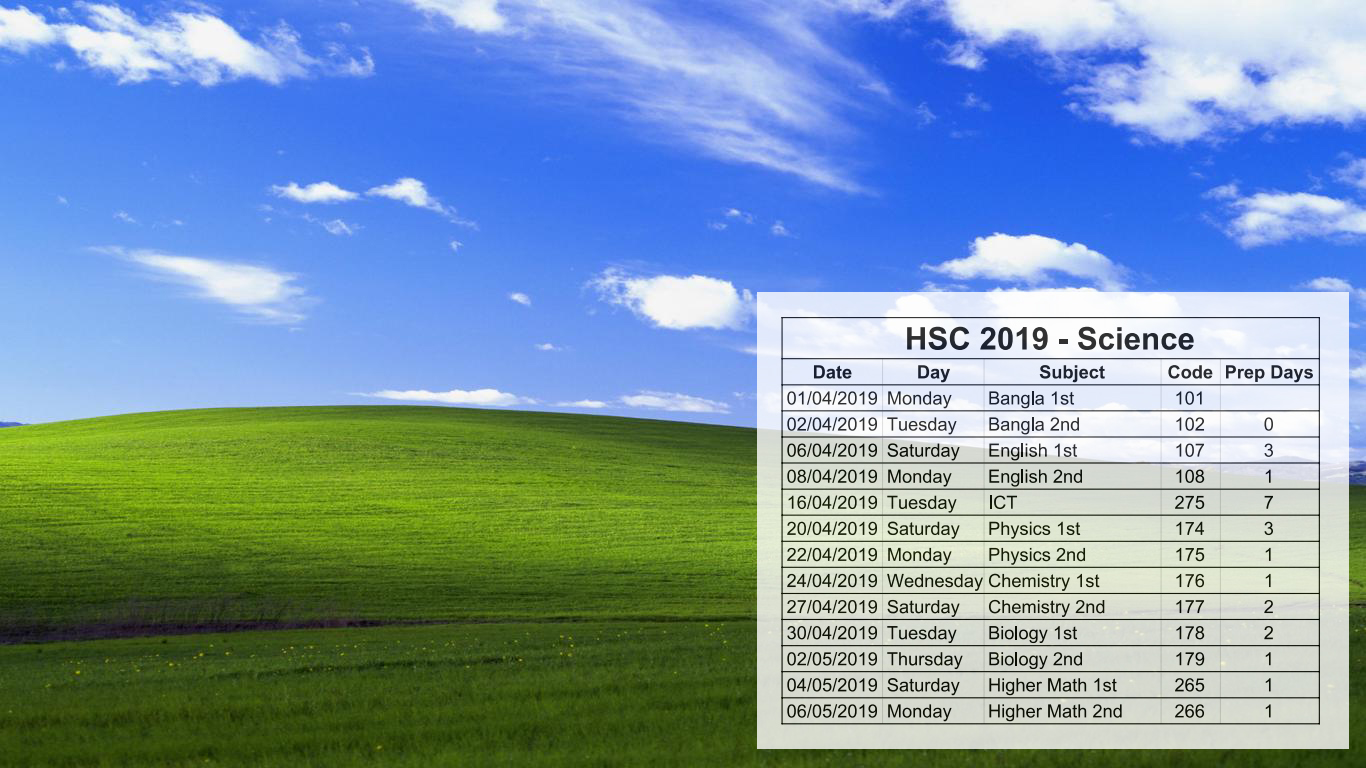 HSC 2019 - Science
Date Day Subject Code Prep Days
01/04/2019 Monday Bangla 1st 101
02/04/2019 Tuesday Bangla 2nd 102 0
06/04/2019 Saturday English 1st 107 3
08/04/2019 Monday English 2nd 108 1
16/04/2019 Tuesday ICT 275 7
20/04/2019 Saturday Physics 1st 174 3
22/04/2019 Monday Physics 2nd 175 1
24/04/2019 Wednesday Chemistry 1st 176 1
27/04/2019 Saturday Chemistry 2nd 177 2
30/04/2019 Tuesday Biology 1st 178 2
02/05/2019 Thursday Biology 2nd 179 1
04/05/2019 Saturday Higher Math 1st 265 1
06/05/2019 Monday Higher Math 2nd 266 1